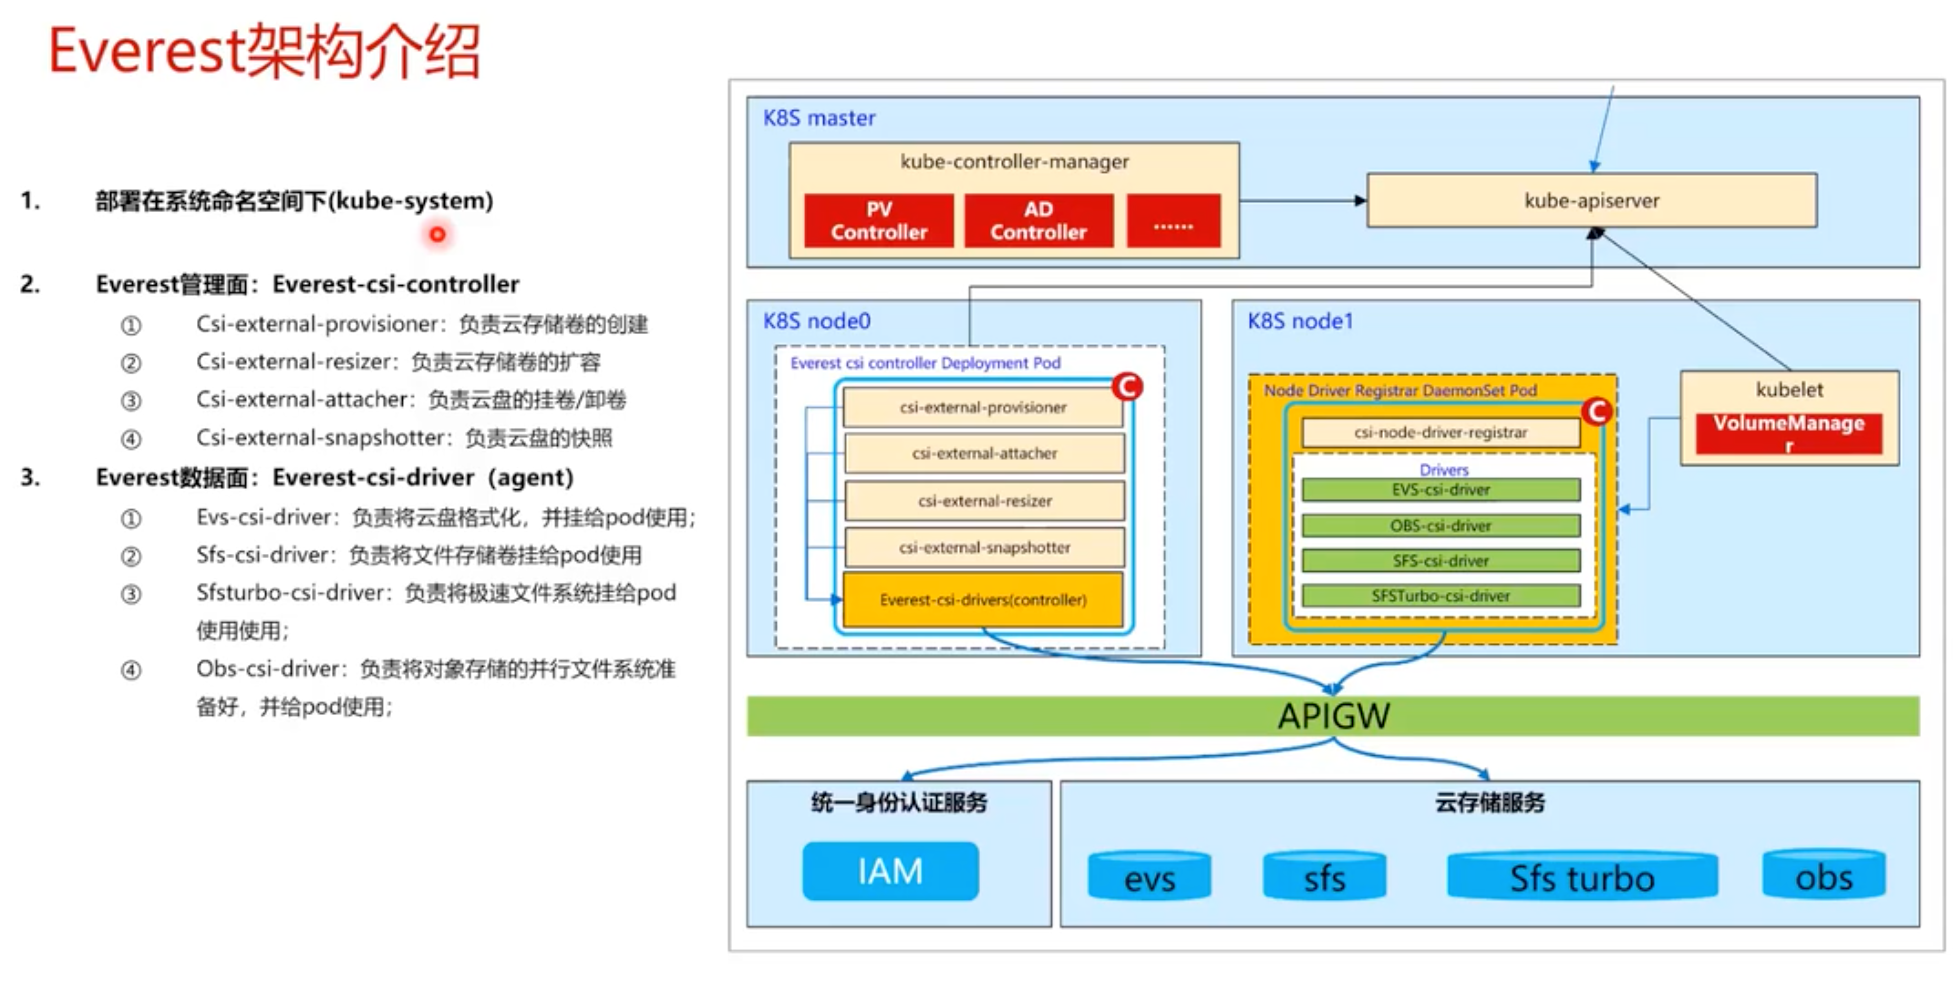 Everest架构介绍
1. 部署在系统命名空间下(kube-system)
2. Everest管理面：Everest-csi-controller
① Csi-external-provisioner：负责云存储卷的创建
② Csi-external-resizer：负责云存储卷的扩容
③ Csi-external-attacher：负责云盘的挂卷/卸卷
④ Csi-external-snapshotter：负责云盘的快照
3. Everest数据面：Everest-csi-driver（agent）
① Evs-csi-driver：负责将云盘格式化，并挂给pod使用；
② Sfs-csi-driver：负责将文件存储卷挂给pod使用
③ Sfsturbo-csi-driver：负责将极速文件系统挂给pod
使用使用；
④ Obs-csi-driver：负责将对象存储的并行文件系统准
备好，并给pod使用；
K8S master
kube-controller-manager
PV
Controller
AD
Controller
……
kube-apiserver
K8S node0
Everest csi controller Deployment Pod
C
csi-external-provisioner
csi-external-attacher
csi-external-resizer
csi-external-snapshotter
Everest-csi-drivers(controller)
K8S node1
Node Driver Registrar DaemonSet Pod
C
csi-node-driver-registrar
Drivers
EVS-csi-driver
OBS-csi-driver
SFS-csi-driver
SFSTurbo-csi-driver
kubelet
VolumeManage
r
APIGW
统一身份认证服务
IAM
云存储服务
evs
sfs
Sfs turbo
obs